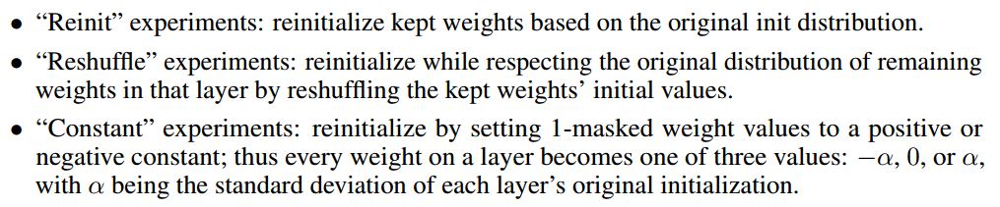 • “Reinit” experiments: reinitialize kept weights based on the original init distribution.
• “Reshuffle” experiments: reinitialize while respecting the original distribution of remaining
weights in that layer by reshuffling the kept weights’ initial values.
• “Constant” experiments: reinitialize by setting 1-masked weight values to a positive or
negative constant; thus every weight on a layer becomes one of three values: −α, 0, or α,
with α being the standard deviation of each layer’s original initialization.